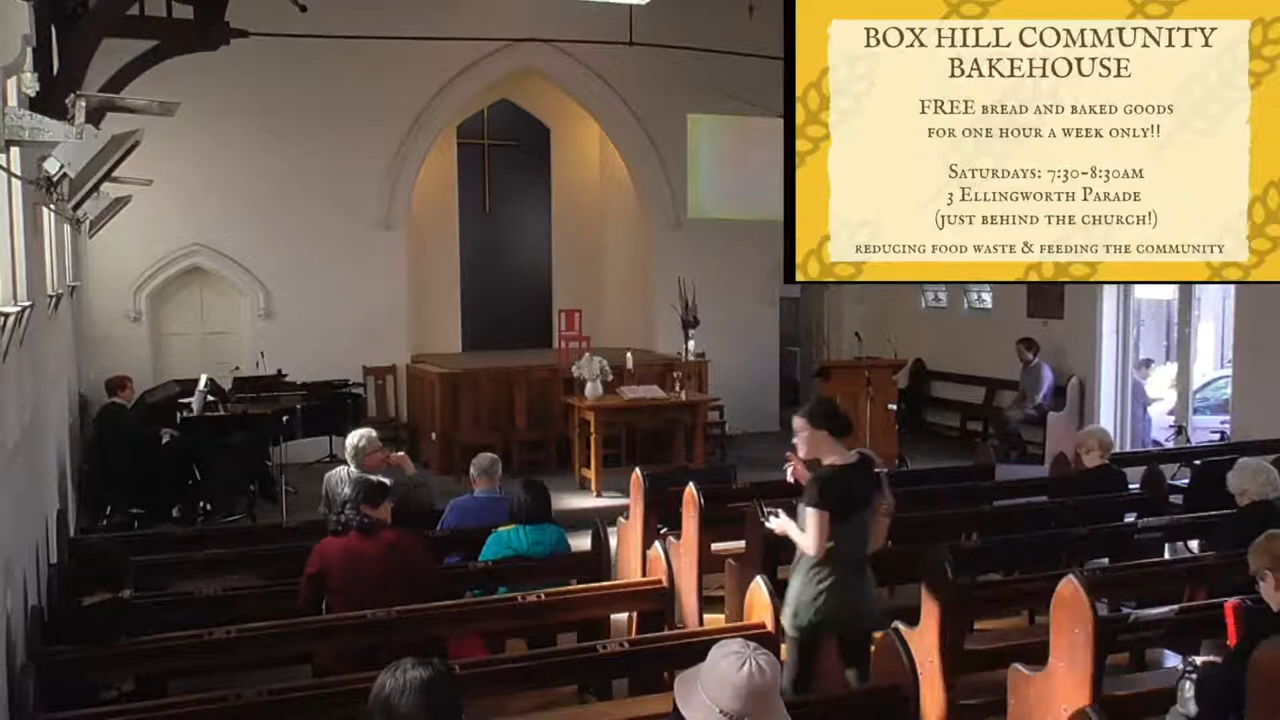 BOX HILL COMMUNITY
BAKEHOUSE
FREE BREAD AND BAKED GOODS
FOR ONE HOUR A WEEK ONLY!!
SATURDAYS: 7:30-8:30AM
3 ELLINGWORTH PARADE
(JUST BEHIND THE CHURCH!)
REDUCING FOOD WASTE & FEEDING THE COMMUNITY